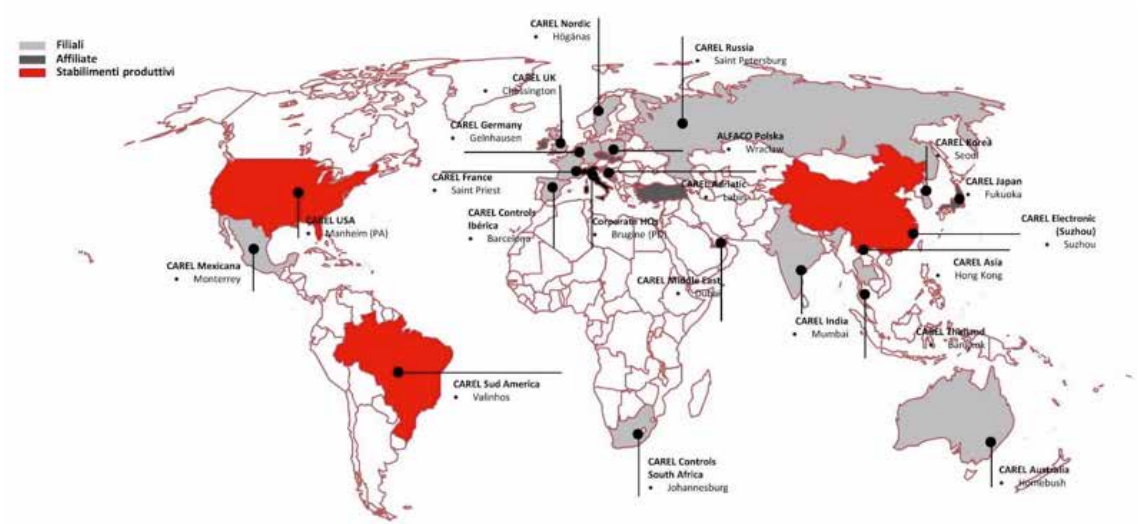 Filiali
Affiliate
Stabilimenti produttivi
CAREL Nordic
• Höganas
CAREL Russia
• Saint Petersburg
CAREL UK
• Chessington
CAREL Germany
• Gelnhausen
ALFACO Polska
• Wracław
CAREL Korea
• Seoul
CAREL France
• Saint Priest
CAREL Adriatic
• Labin
CAREL Japan
• Fukuoka
CAREL USA
• Manheim (PA)
CAREL Controls
Ibérica
• Barcelona
Corporate HQs
• Brugine (PD)
CAREL Electronic
(Suzhou)
• Suzhou
CAREL Mexicana
• Monterrey
CAREL Asia
• Hong Kong
CAREL Middle East
• Dubai
CAREL India
• Mumbai
CAREL Thailand
• Bangkok
CAREL Sud America
• Valinhos
CAREL Controls
South Africa
• Johannesburg
CAREL Australia
• Homebush